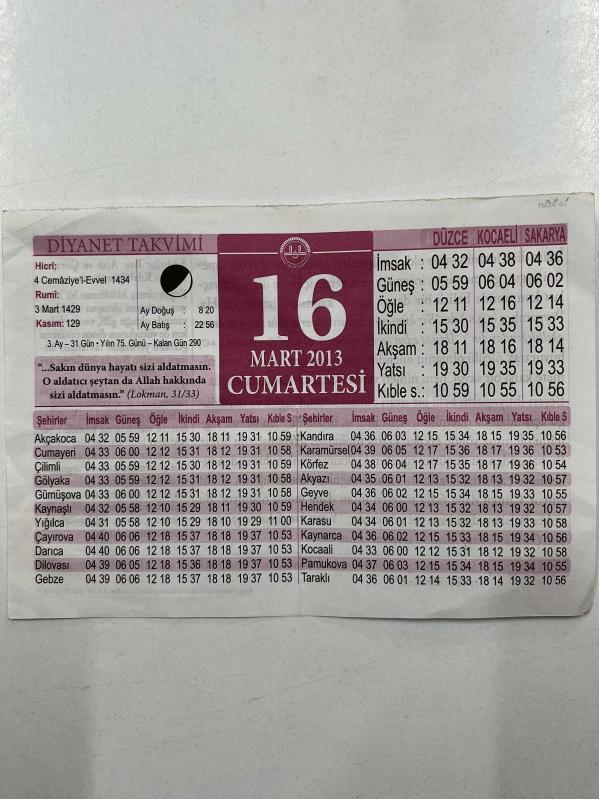 DİYANET TAKVİMİ
Hicrî:
4 Cemâziye'l-Evvel 1434
Rumî:
3 Mart 1429
Kasım: 129
Ay Doğuş : 8 20
Ay Batış : 22 56
3. Ay – 31 Gün • Yılın 75. Günü – Kalan Gün 290
"...Sakın dünya hayatı sizi aldatmasın.
O aldatıcı şeytan da Allah hakkında
sizi aldatmasın." (Lokman, 31/33)
16
MART 2013
CUMARTESİ
DÜZCE KOCAELİ SAKARYA
İmsak : 04 32 04 38 04 36
Güneş : 05 59 06 04 06 02
Öğle : 12 11 12 16 12 14
İkindi : 15 30 15 35 15 33
Akşam : 18 11 18 16 18 14
Yatsı : 19 30 19 35 19 33
Kıble s.: 10 59 10 55 10 56
Şehirler İmsak Güneş Öğle İkindi Akşam Yatsı Kıble S
Akçakoca 04 32 05 59 12 11 15 30 18 11 19 31 10 59
Cumayeri 04 33 06 00 12 12 15 31 18 12 19 31 10 58
Çilimli 04 33 05 59 12 11 15 30 18 12 19 31 10 58
Gölyaka 04 33 06 00 12 11 15 31 18 12 19 31 10 58
Gümüşova 04 33 06 00 12 12 15 31 18 12 19 31 10 58
Kaynaşlı 04 32 05 58 12 10 15 29 18 11 19 30 10 59
Yığılca 04 31 05 58 12 10 15 29 18 10 19 29 11 00
Çayırova 04 40 06 06 12 18 15 37 18 18 19 37 10 53
Darıca 04 40 06 06 12 18 15 37 18 18 19 37 10 53
Dilovası 04 39 06 05 12 18 15 37 18 18 19 37 10 53
Gebze 04 39 06 06 12 18 15 37 18 18 19 37 10 53
Şehirler İmsak Güneş Öğle İkindi Akşam Yatsı Kıble S
Kandıra 04 36 06 03 12 15 15 34 18 15 19 35 10 56
Karamürsel 04 39 06 05 12 17 15 36 18 17 19 36 10 53
Körfez 04 38 06 04 12 17 15 35 18 17 19 36 10 54
Akyazı 04 35 06 01 12 13 15 32 18 13 19 32 10 57
Geyve 04 36 06 02 12 15 15 34 18 15 19 33 10 55
Hendek 04 34 06 00 12 13 15 32 18 13 19 32 10 57
Karasu 04 34 06 01 12 13 15 32 18 13 19 33 10 58
Kaynarca 04 36 06 02 12 15 15 33 18 15 19 34 10 56
Kocaali 04 33 06 00 12 12 15 31 18 12 19 32 10 58
Pamukova 04 37 06 03 12 15 15 34 18 15 19 34 10 55
Taraklı 04 36 06 01 12 14 15 33 18 14 19 32 10 56